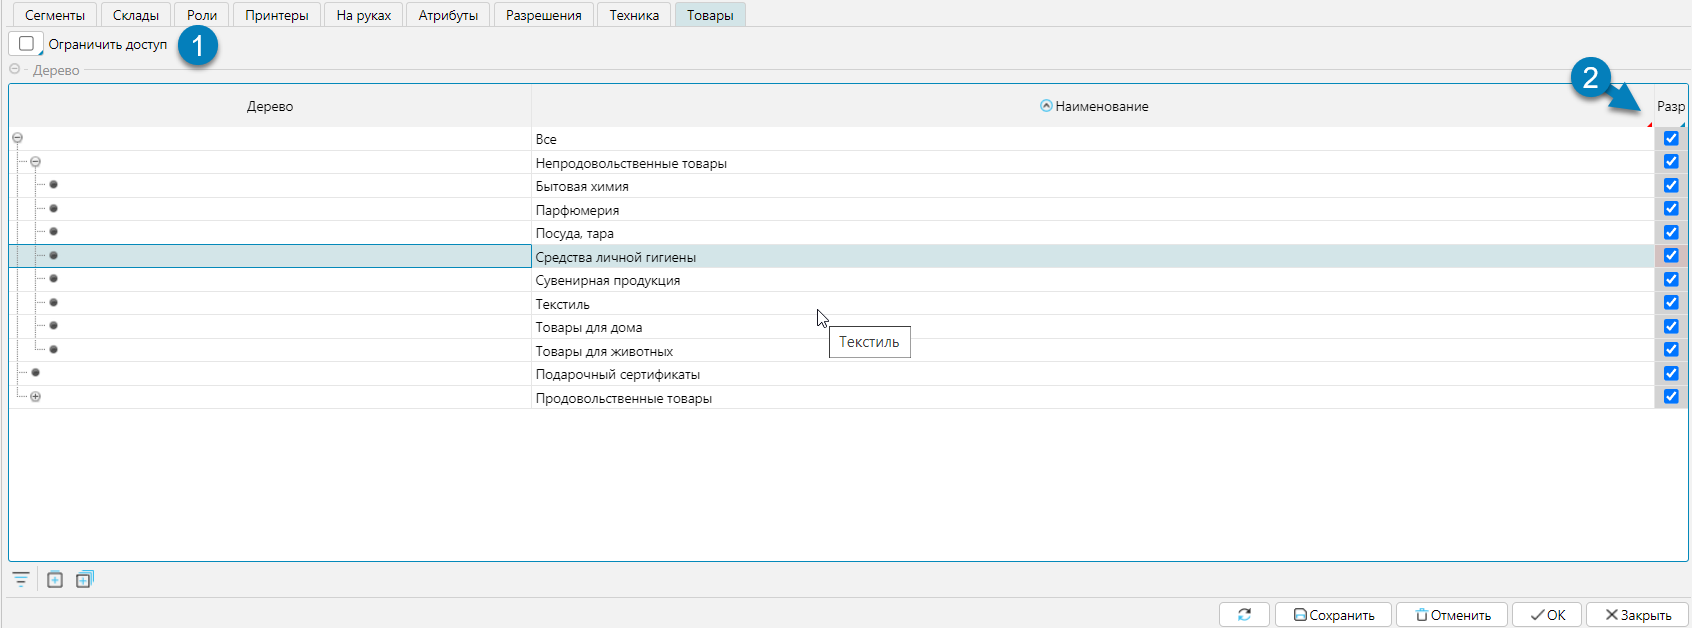 Сегменты Склады Роли Принтеры На руках Атрибуты Разрешения Техника Товары
Ограничить доступ 1
Дерево
2
Дерево Наименование Разр
Все
Непродовольственные товары
Бытовая химия
Парфюмерия
Посуда, тара
Средства личной гигиены
Сувенирная продукция
Текстиль
Товары для дома
Текстиль
Товары для животных
Подарочный сертификаты
Продовольственные товары
Сохранить Отменить ОК Закрыть